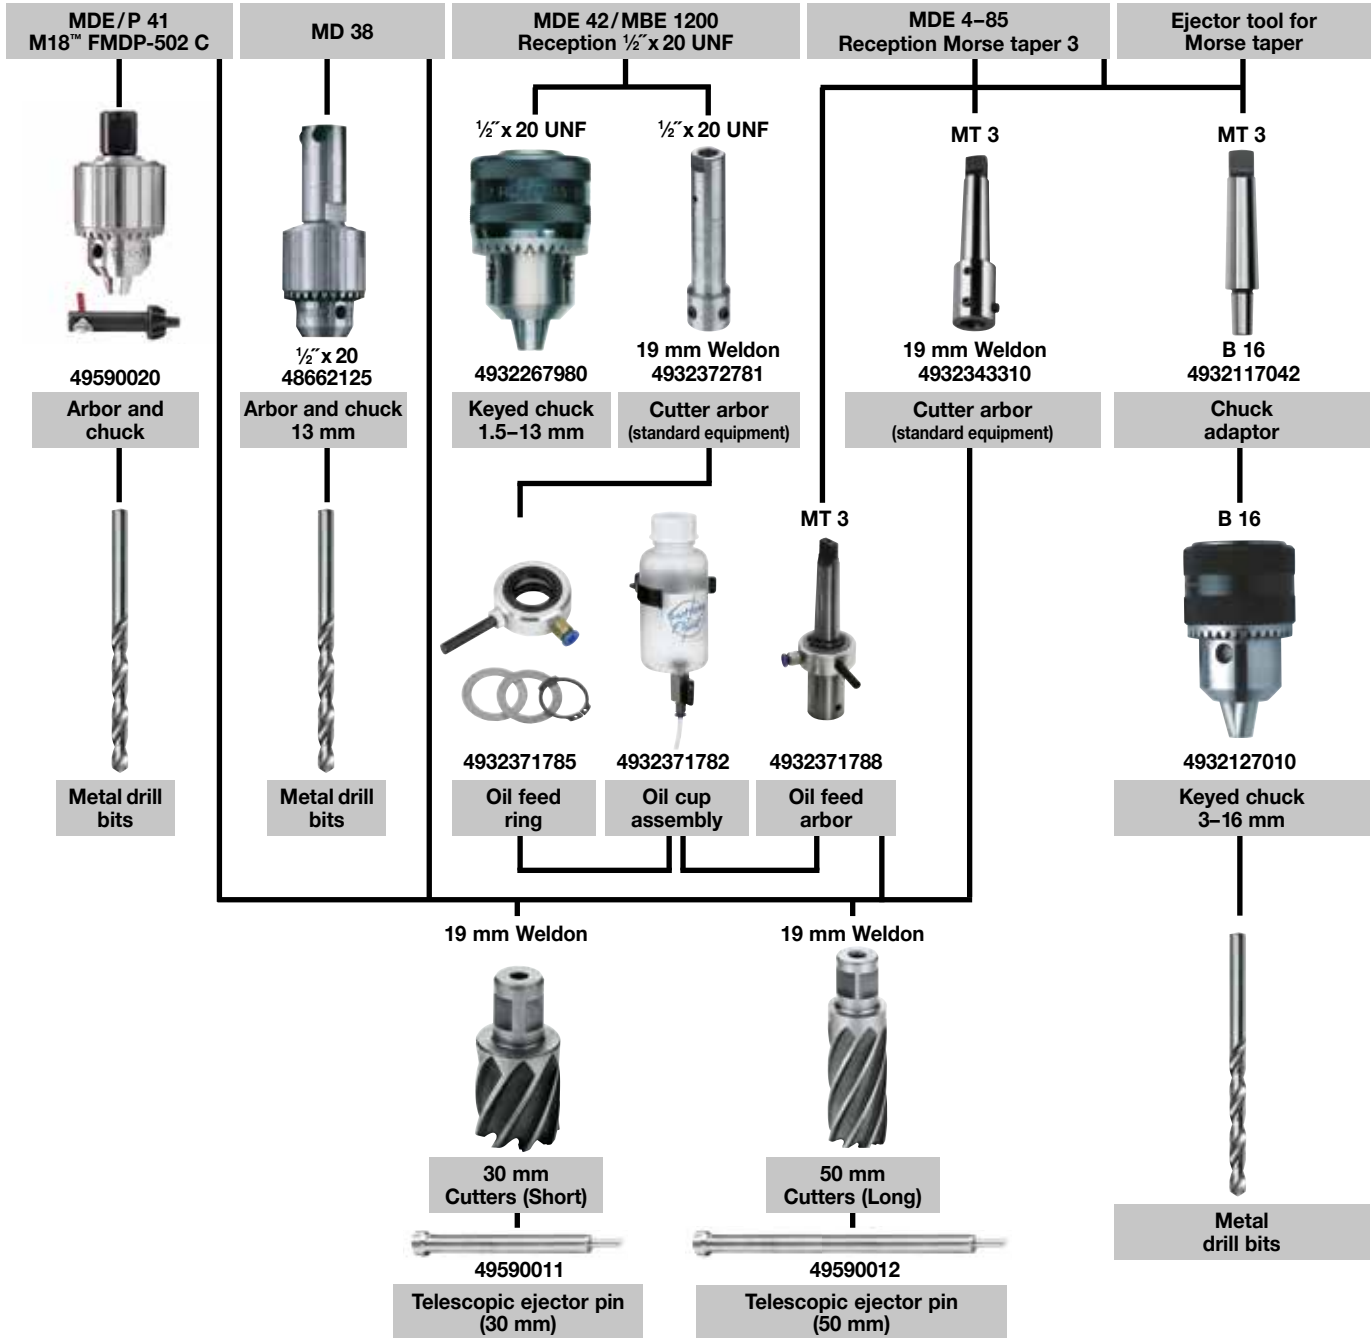 MDE/P 41
M18™ FMDP-502 C
MD 38
MDE 42/MBE 1200
Reception ½˝x 20 UNF
MDE 4–85
Reception Morse taper 3
Ejector tool for
Morse taper
½˝x 20 UNF
½˝x 20 UNF
MT 3
MT 3
½˝x 20
19 mm Weldon
19 mm Weldon
B 16
49590020
48662125
4932267980
4932372781
4932343310
4932117042
Arbor and
chuck
Arbor and chuck
13 mm
Keyed chuck
1.5–13 mm
Cutter arbor
(standard equipment)
Cutter arbor
(standard equipment)
Chuck
adaptor
MT 3
B 16
4932371785
4932371782
4932371788
4932127010
Metal drill
bits
Metal drill
bits
Oil feed
ring
Oil cup
assembly
Oil feed
arbor
Keyed chuck
3–16 mm
19 mm Weldon
19 mm Weldon
30 mm
Cutters (Short)
50 mm
Cutters (Long)
Metal
drill bits
49590011
49590012
Telescopic ejector pin
(30 mm)
Telescopic ejector pin
(50 mm)